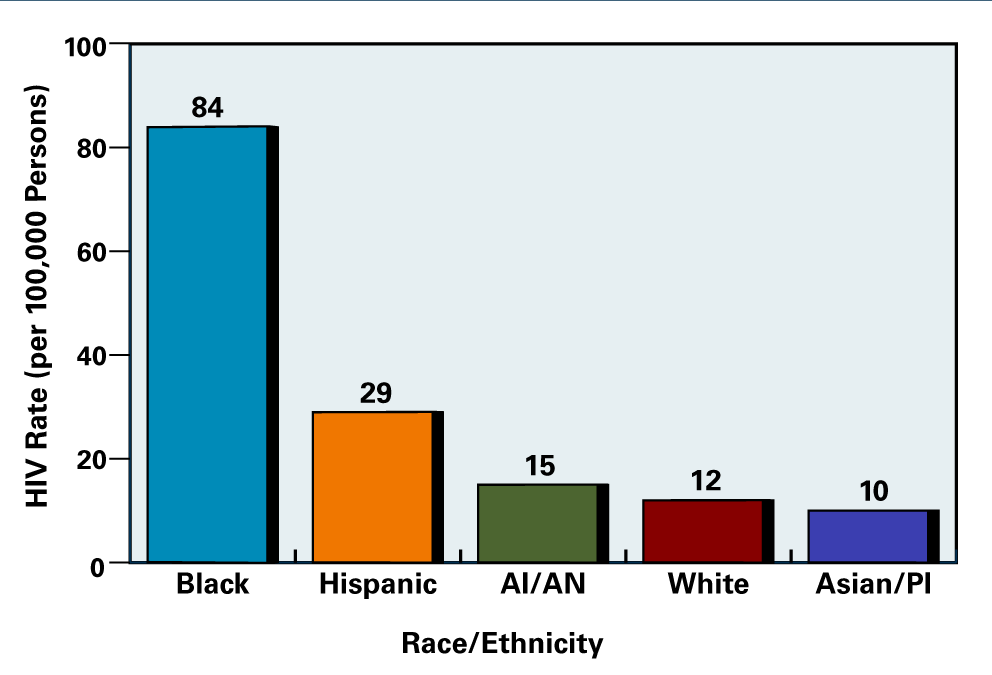 HIV Rate (per 100,000 Persons)
100
80
60
40
20
0
84
29
15
12
10
Black
Hispanic
AI/AN
White
Asian/PI
Race/Ethnicity